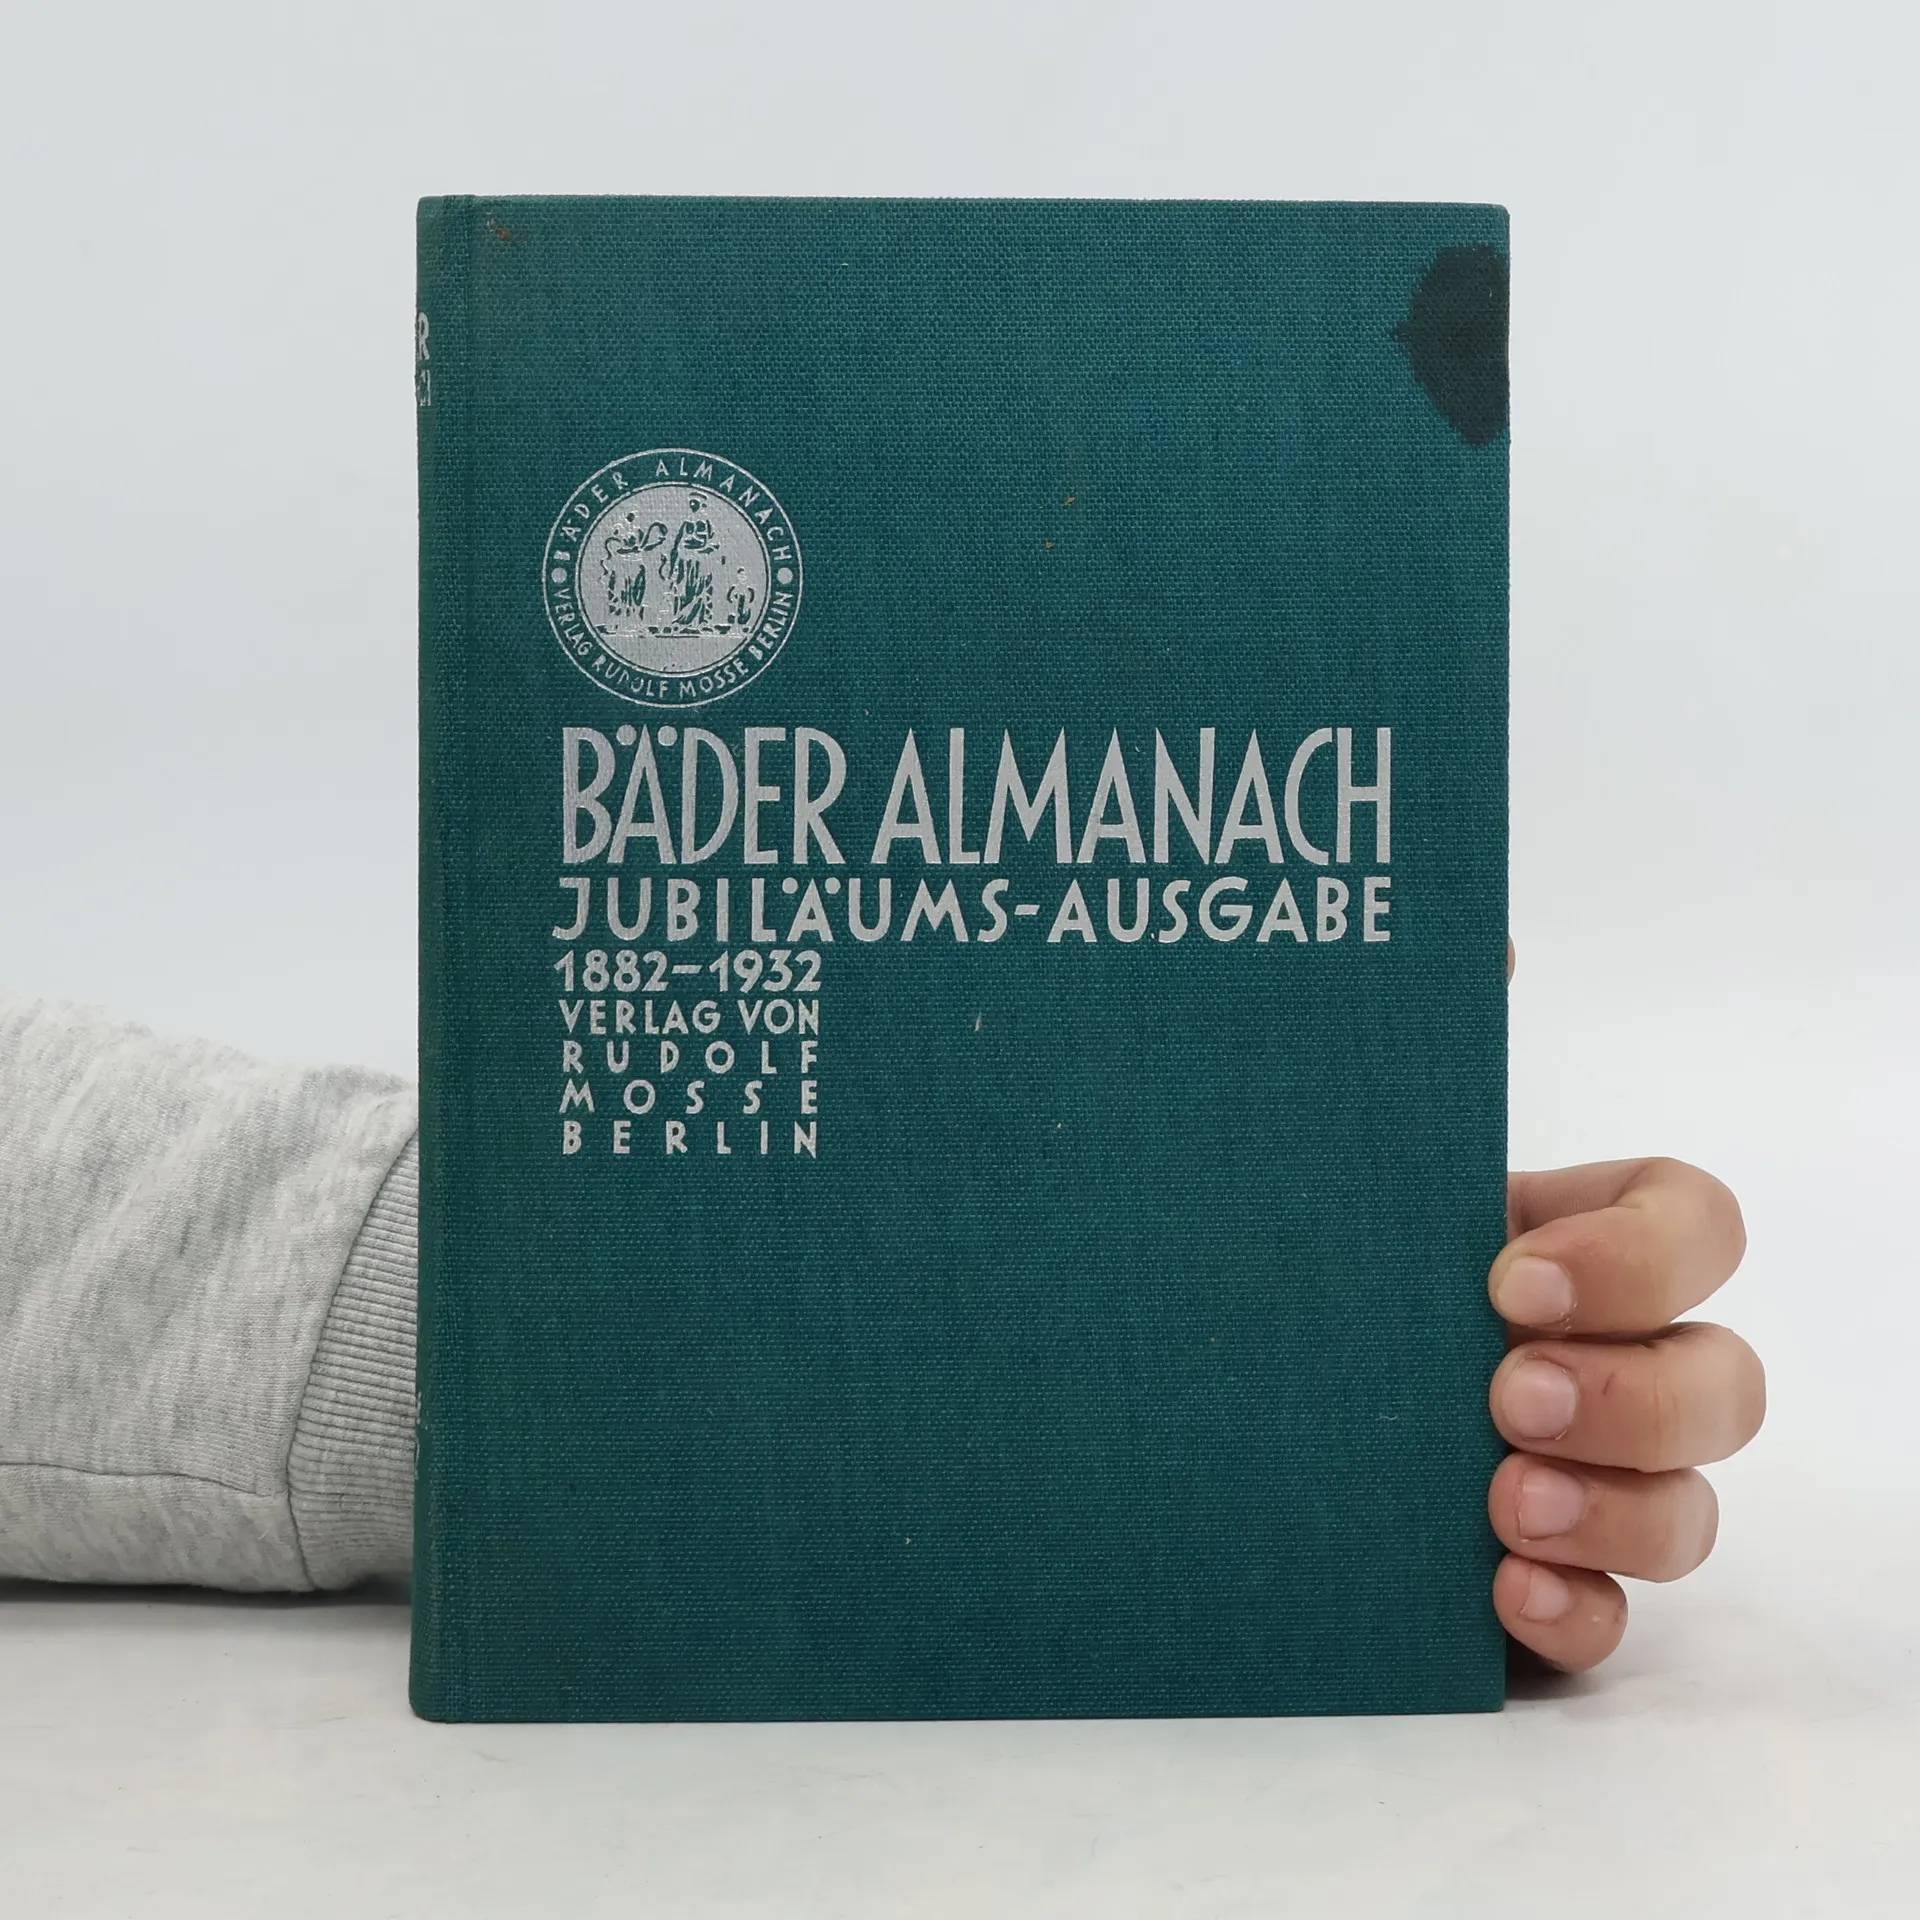 BÄDER ALMANACH
VERLAG RUDOLF MOSSE BERLIN
BÄDER ALMANACH
JUBILÄUMS-AUSGABE
1882-1932
VERLAG VON
RUDOLF
MOSSE
BERLIN